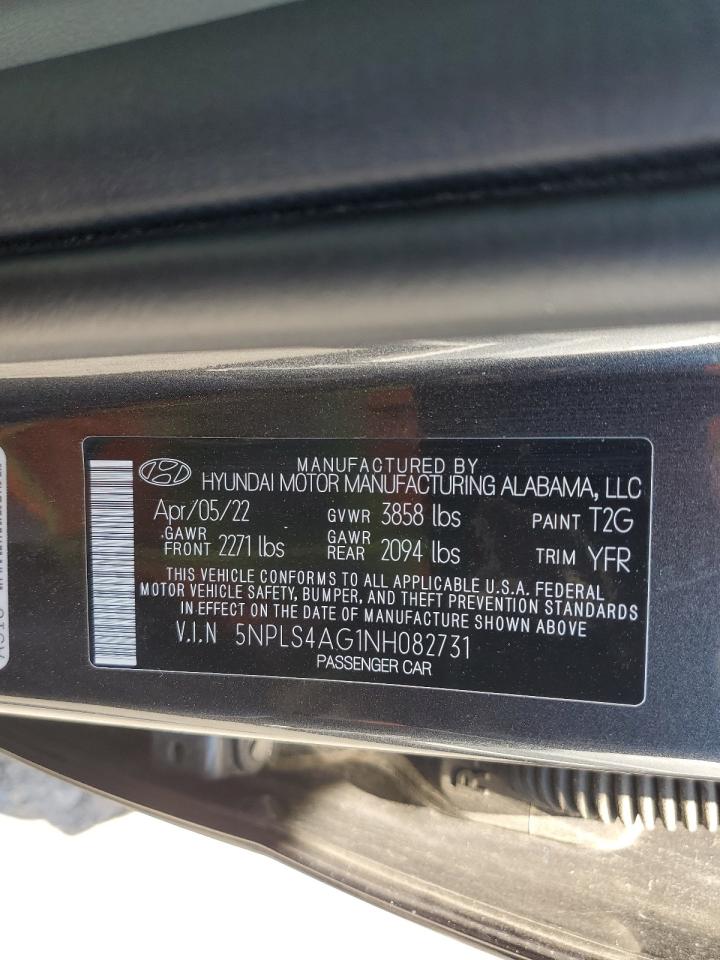 MANUFACTURED BY
HYUNDAI MOTOR MANUFACTURING ALABAMA, LLC
Apr/05/22 GVWR 3858 lbs PAINT T2G
GAWR FRONT 2271 lbs GAWR REAR 2094 lbs TRIM YFR
THIS VEHICLE CONFORMS TO ALL APPLICABLE U.S.A. FEDERAL
MOTOR VEHICLE SAFETY, BUMPER, AND THEFT PREVENTION STANDARDS
IN EFFECT ON THE DATE OF MANUFACTURE SHOWN ABOVE
V.I.N 5NPLS4AG1NH082731
PASSENGER CAR